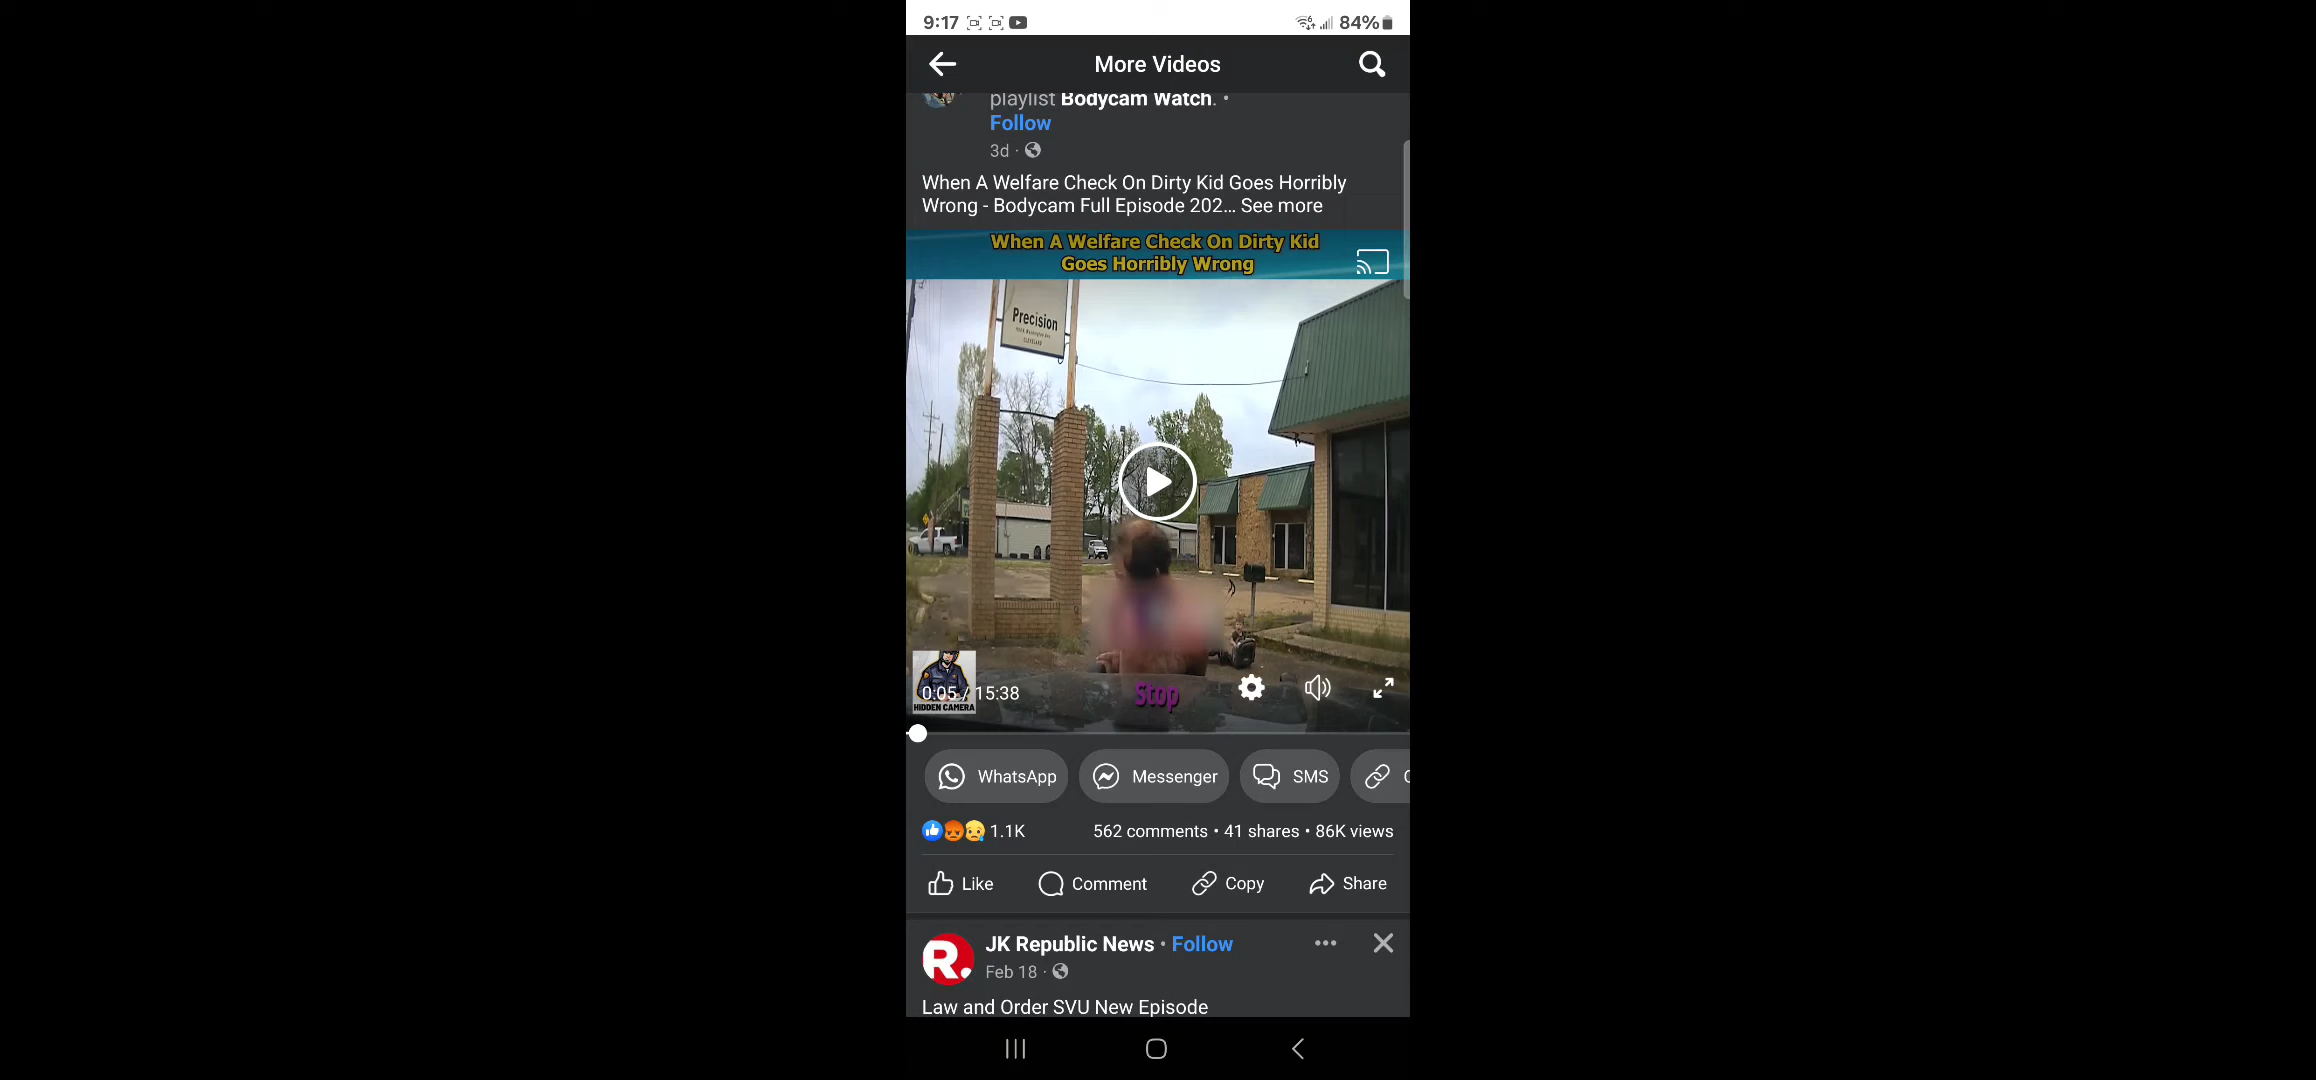 9:17
84%
More Videos
playlist Bodycam Watch. •
Follow
3d ·
When A Welfare Check On Dirty Kid Goes Horribly
Wrong - Bodycam Full Episode 202... See more
When A Welfare Check On Dirty Kid
Goes Horribly Wrong
Precision
CLEVELAND
HIDDEN CAMERA
0:05 / 15:38
Stop
WhatsApp
Messenger
SMS
1.1K
562 comments • 41 shares • 86K views
Like
Comment
Copy
Share
R.
JK Republic News • Follow
Feb 18 ·
Law and Order SVU New Episode